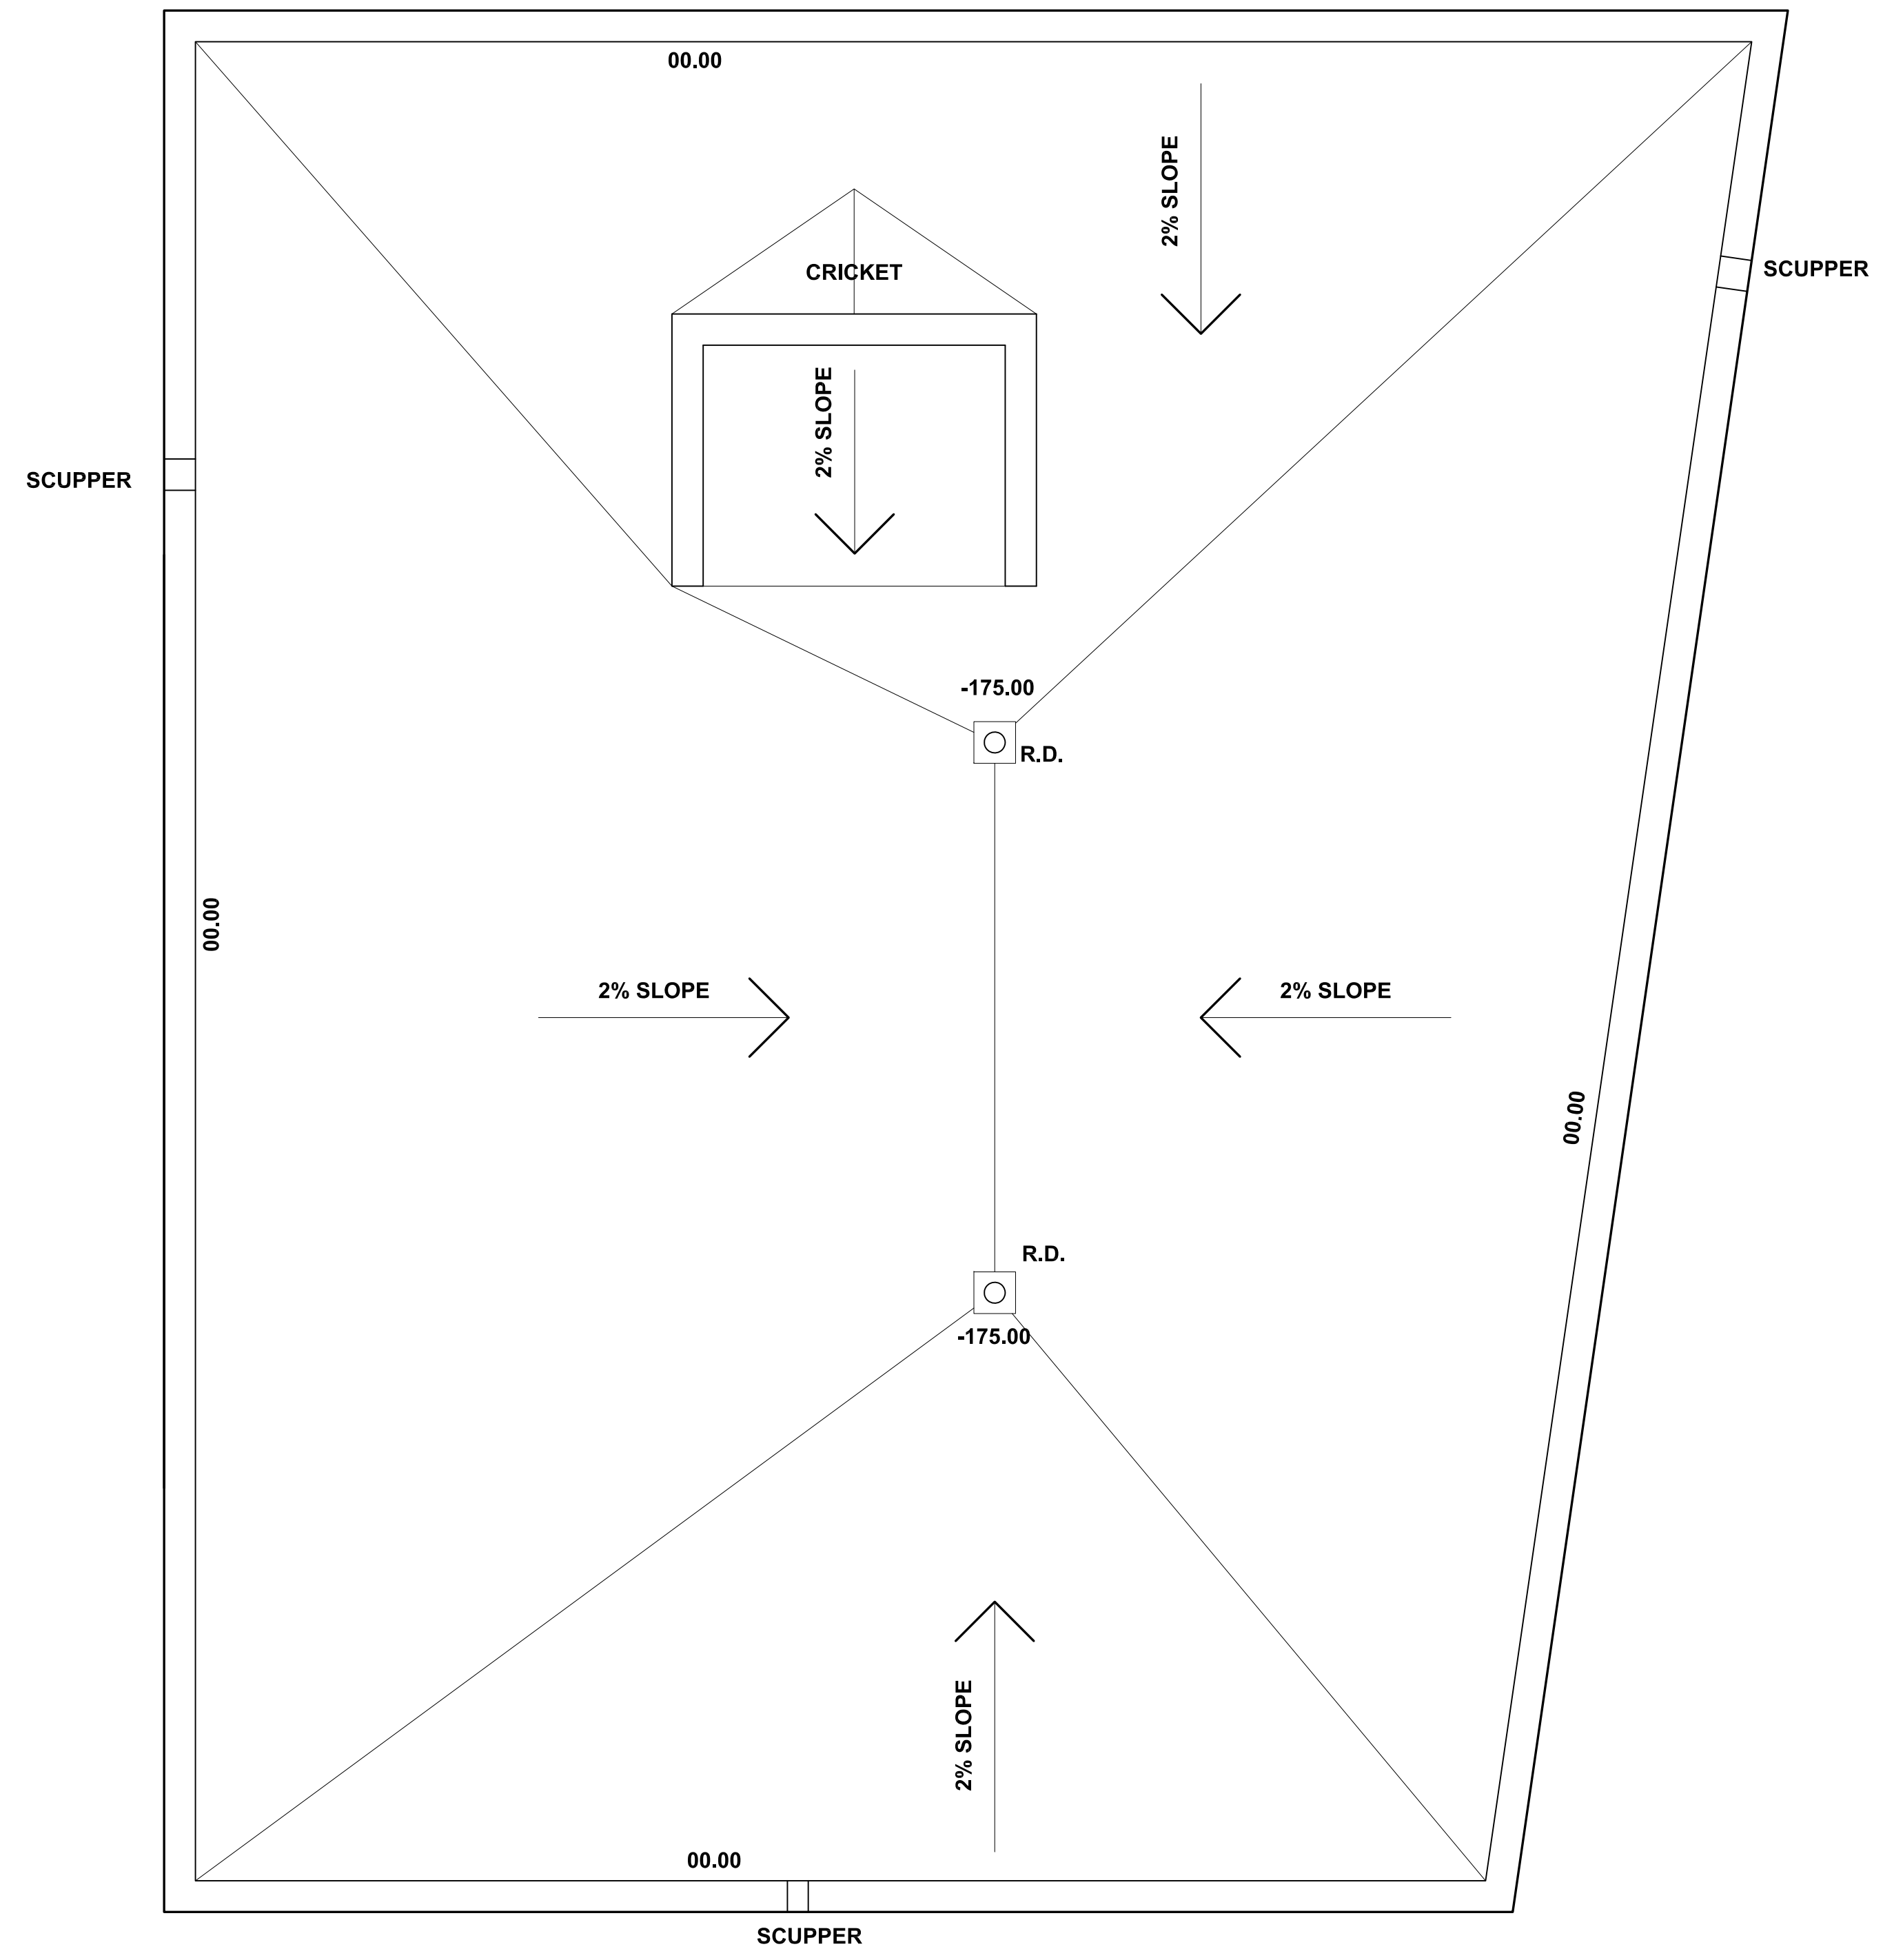 00.00
2% SLOPE
CRICKET
SCUPPER
2% SLOPE
SCUPPER
-175.00
R.D.
00.00
2% SLOPE
2% SLOPE
00.00
R.D.
-175.00
2% SLOPE
00.00
SCUPPER